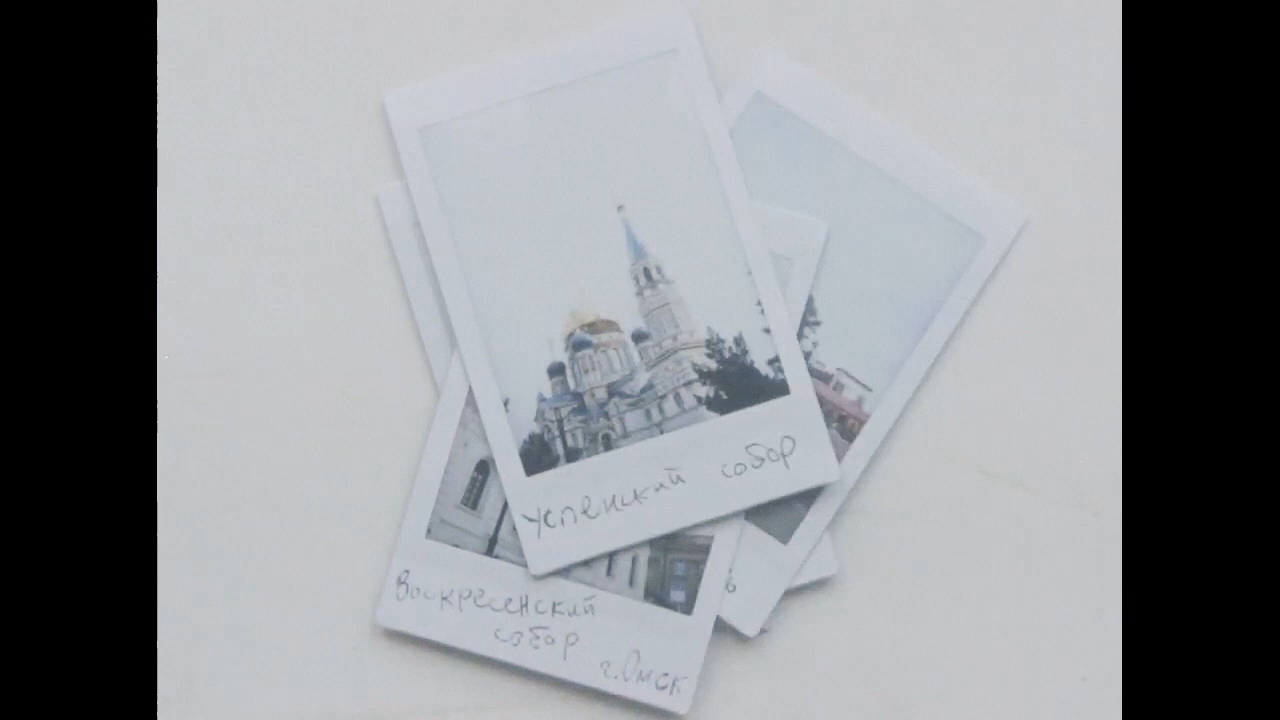 Успенский собор
Воскресенский
собор
г. Омск